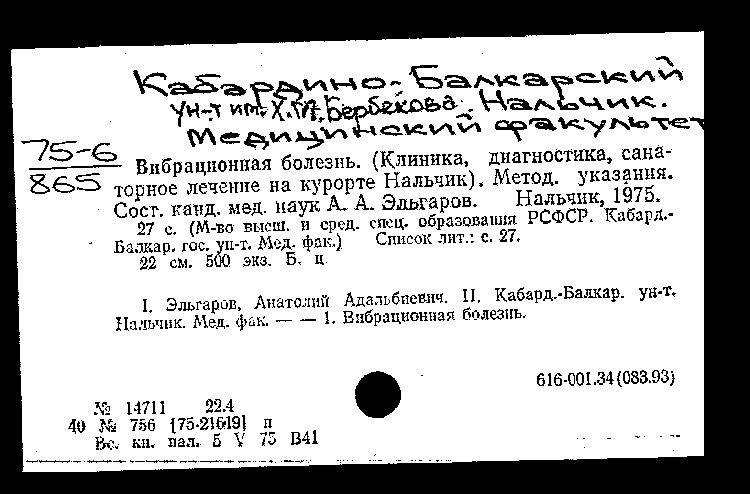 Кабардино-Балкарский
ун-т им. Х.М. Бербекова. Нальчик.
Медицинский факультет
75-6
865
Вибрационная болезнь. (Клиника, диагностика, сана-
торное лечение на курорте Нальчик). Метод. указания.
Сост. канд. мед. наук А. А. Эльгаров. Нальчик, 1975.
27 с. (М-во высш. и сред. спец. образования РСФСР. Кабард.-
Балкар. гос. ун-т. Мед. фак.) Список лит.: с. 27.
22 см. 500 экз. Б. ц
I. Эльгаров, Анатолий Адальбиевич. II. Кабард.-Балкар. ун-т.
Нальчик. Мед. фак. — — 1. Вибрационная болезнь.
616-001.34(083.93)
№ 14711 22.4
40 № 756 [75-21619] п
Вс. кн. пал. 5 V 75 В41